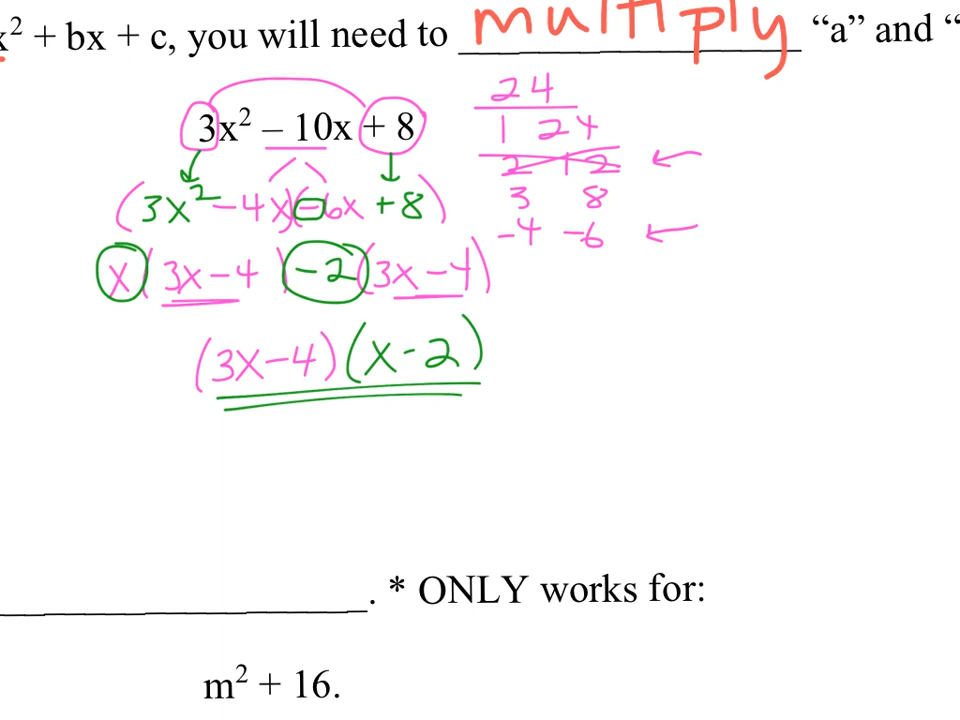 x² + bx + c, you will need to multiply “a” and “
3x² – 10x + 8
24
1 24
2 12
3 8
-4 -6
(3x² -4x)(-6x +8)
x(3x-4) -2(3x-4)
(3x-4)(x-2)
. * ONLY works for:
m² + 16.